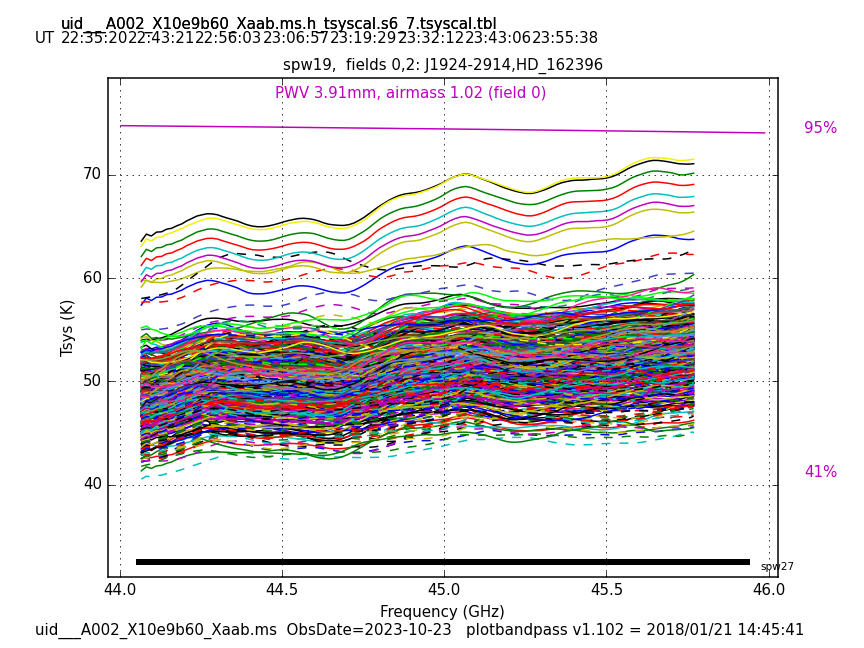 uid___A002_X10e9b60_Xaab.ms.h_tsyscal.s6_7.tsyscal.tbl
UT 22:35:20 22:43:21 22:56:03 23:06:57 23:19:29 23:32:12 23:43:06 23:55:38
spw19, fields 0,2: J1924-2914,HD_162396
PWV 3.91mm, airmass 1.02 (field 0)
95%
70
60
Tsys (K)
50
40
41%
spw27
44.0 44.5 45.0 45.5 46.0
Frequency (GHz)
uid___A002_X10e9b60_Xaab.ms ObsDate=2023-10-23 plotbandpass v1.102 = 2018/01/21 14:45:41